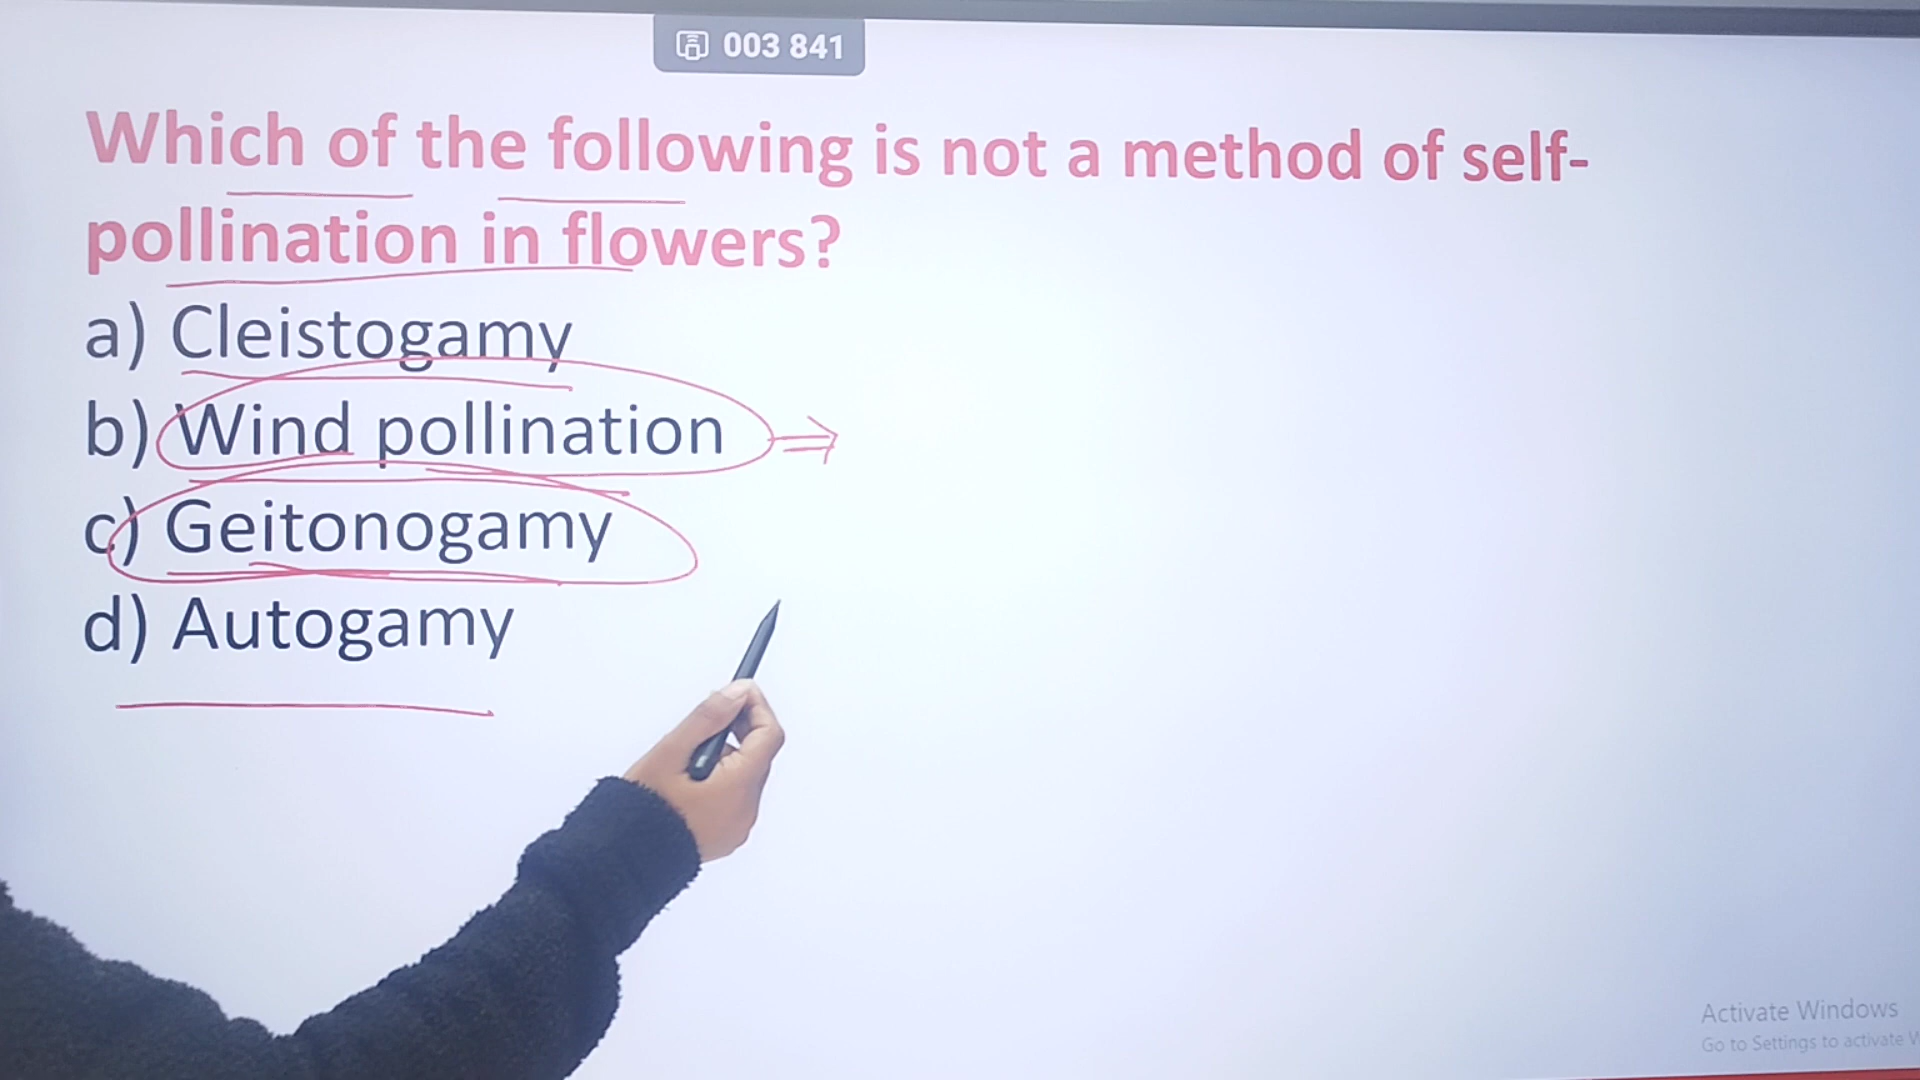 003 841
Which of the following is not a method of self-
pollination in flowers?
a) Cleistogamy
b) Wind pollination
c) Geitonogamy
d) Autogamy
Activate Windows
Go to Settings to activate W